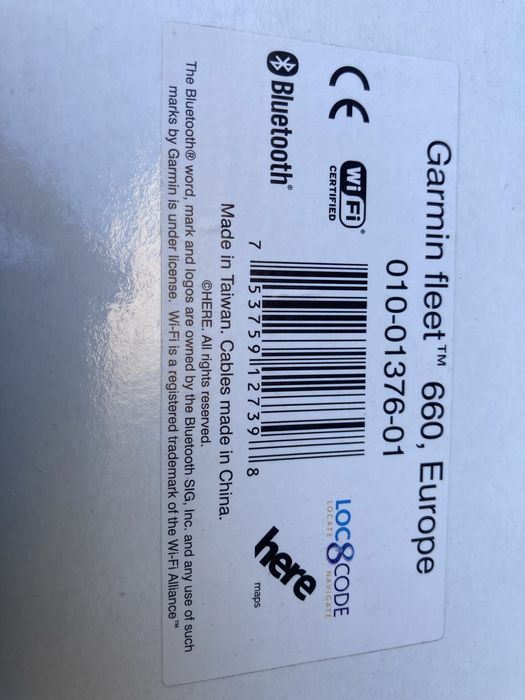 Garmin fleet™ 660, Europe
010-01376-01
CE
Wi Fi®
CERTIFIED
Bluetooth®
7 53759 12739 8
LOC8CODE
LOCATE NAVIGATE
here
maps
Made in Taiwan. Cables made in China.
©HERE. All rights reserved.
The Bluetooth® word, mark and logos are owned by the Bluetooth SIG, Inc. and any use of such
marks by Garmin is under license. Wi-Fi is a registered trademark of the Wi-Fi Alliance™